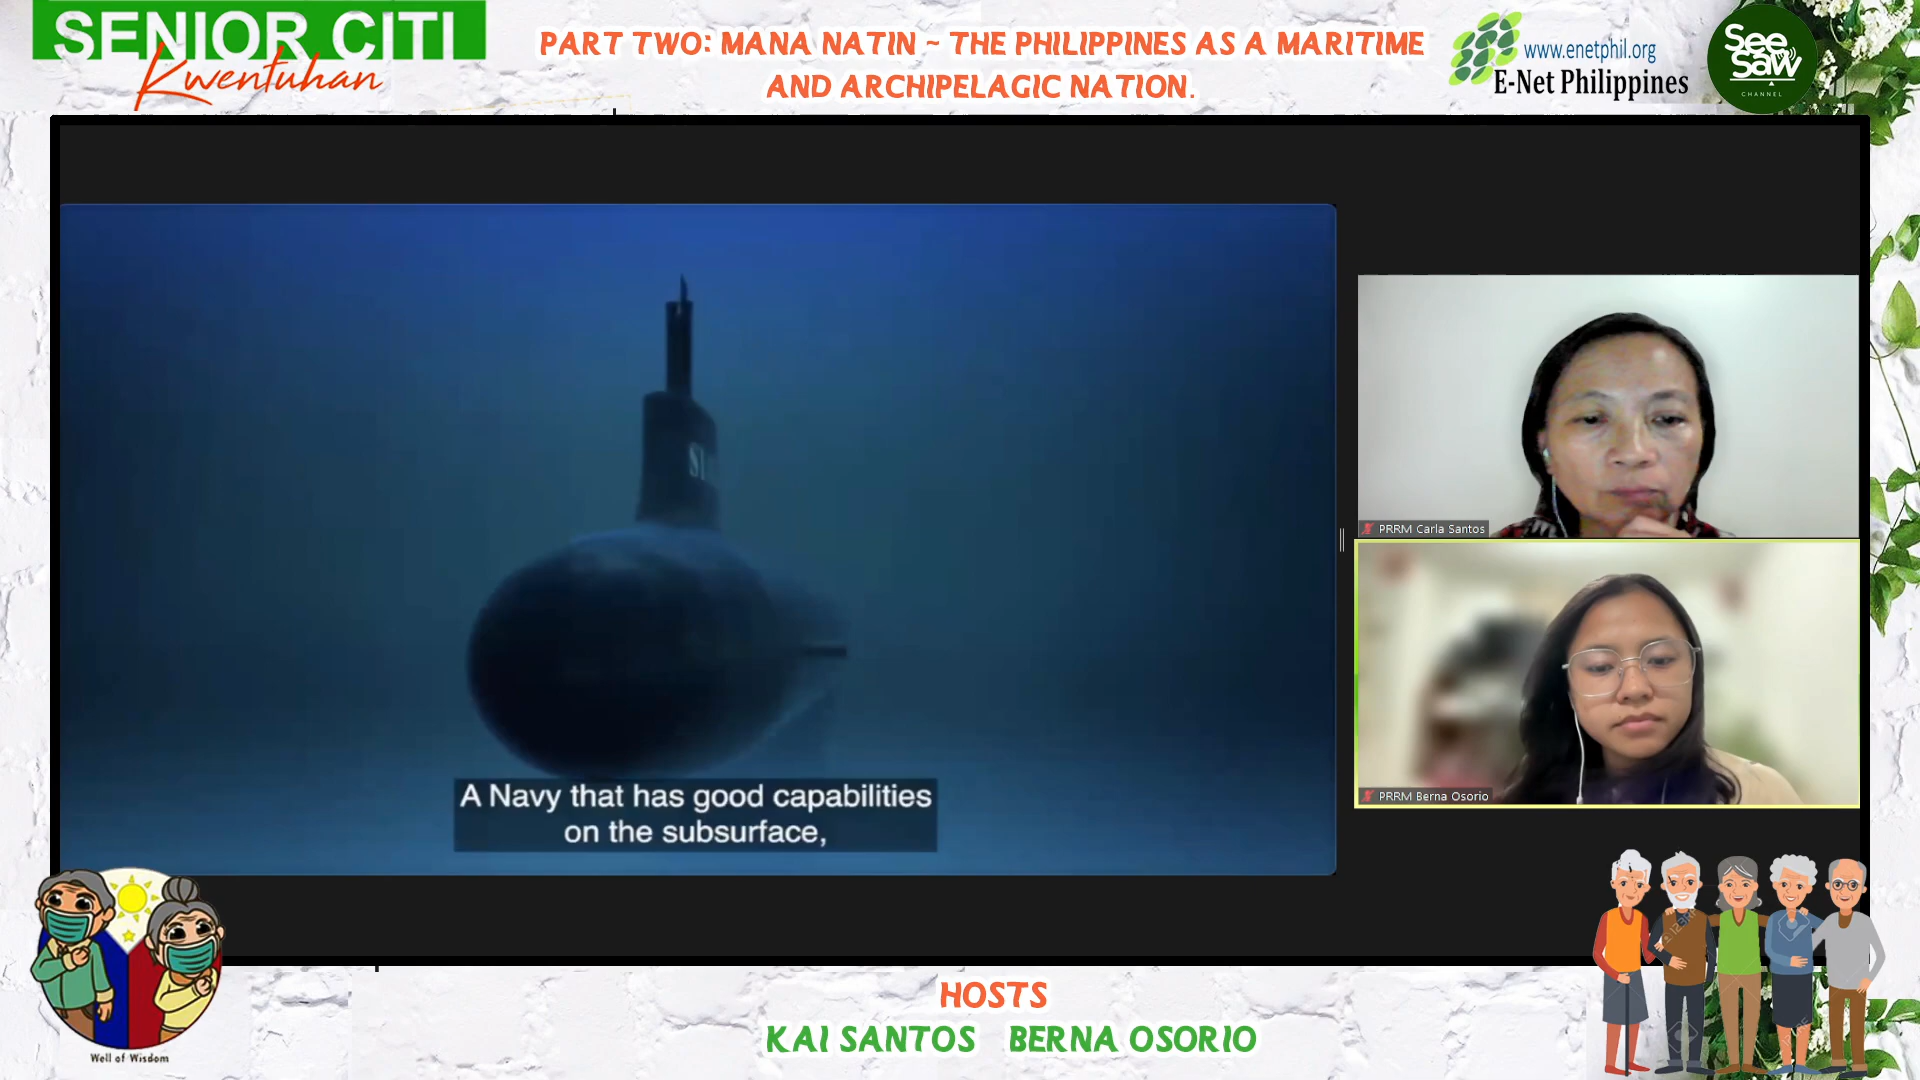 SENIOR CITI
Kwentuhan
PART TWO: MANA NATIN ~ THE PHILIPPINES AS A MARITIME
AND ARCHIPELAGIC NATION.
www.enetphil.org
E-Net Philippines
See
Saw
CHANNEL
A Navy that has good capabilities
on the subsurface,
PRRM Carla Santos
PRRM Berna Osorio
Well of Wisdom
HOSTS
KAI SANTOS BERNA OSORIO